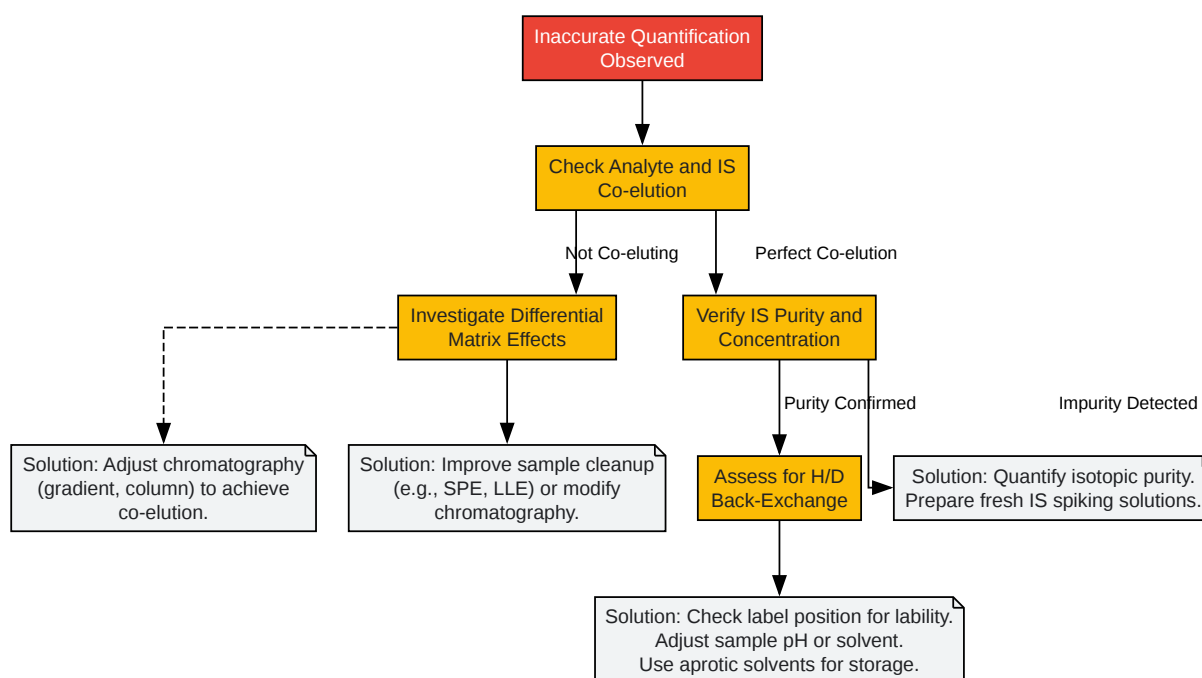 Inaccurate Quantification
Observed
Check Analyte and IS
Co-elution
Not Co-eluting
Perfect Co-elution
Investigate Differential
Matrix Effects
Verify IS Purity and
Concentration
Purity Confirmed
Impurity Detected
Solution: Adjust chromatography
(gradient, column) to achieve
co-elution.
Solution: Improve sample cleanup
(e.g., SPE, LLE) or modify
chromatography.
Assess for H/D
Back-Exchange
Solution: Quantify isotopic purity.
Prepare fresh IS spiking solutions.
Solution: Check label position for lability.
Adjust sample pH or solvent.
Use aprotic solvents for storage.